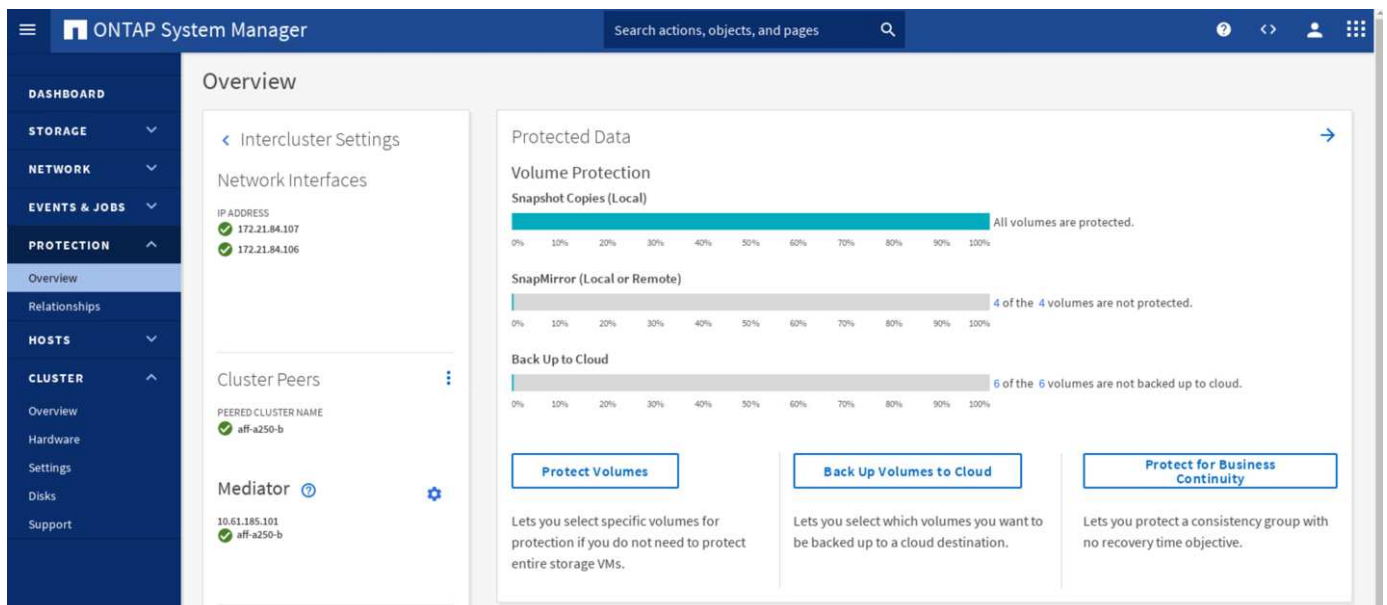 ONTAP System Manager
Search actions, objects, and pages
DASHBOARD
STORAGE
NETWORK
EVENTS & JOBS
PROTECTION
Overview
Relationships
HOSTS
CLUSTER
Overview
Hardware
Settings
Disks
Support
Overview
Intercluster Settings
Network Interfaces
IP ADDRESS
172.21.84.107
172.21.84.106
Cluster Peers
PEERED CLUSTER NAME
aff-a250-b
Mediator ?
10.61.185.101
aff-a250-b
Protected Data
Volume Protection
Snapshot Copies (Local)
All volumes are protected.
0% 10% 20% 30% 40% 50% 60% 70% 80% 90% 100%
SnapMirror (Local or Remote)
4 of the 4 volumes are not protected.
0% 10% 20% 30% 40% 50% 60% 70% 80% 90% 100%
Back Up to Cloud
6 of the 6 volumes are not backed up to cloud.
0% 10% 20% 30% 40% 50% 60% 70% 80% 90% 100%
Protect Volumes
Lets you select specific volumes for
protection if you do not need to protect
entire storage VMs.
Back Up Volumes to Cloud
Lets you select which volumes you want to
be backed up to a cloud destination.
Protect for Business
Continuity
Lets you protect a consistency group with
no recovery time objective.